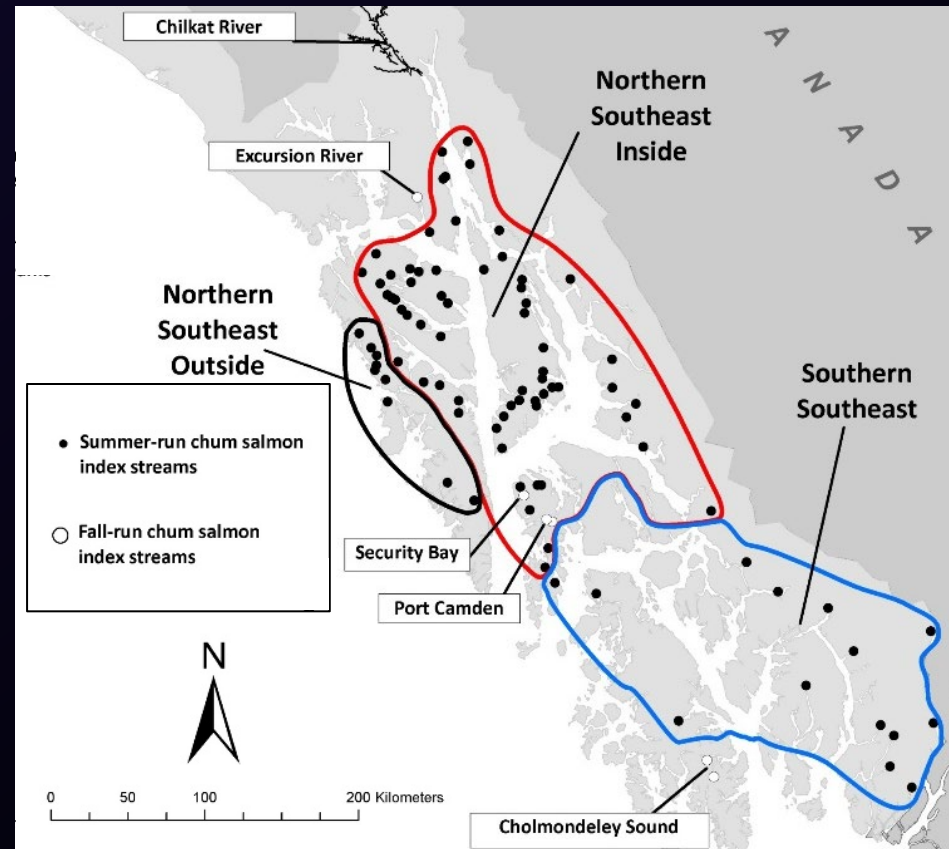 Chilkat River
Northern
Southeast
Inside
A N A D A
Excursion River
Northern
Southeast
Outside
Southern
Southeast
Summer-run chum salmon
index streams
Fall-run chum salmon
index streams
Security Bay
Port Camden
N
0 50 100 200 Kilometers
Cholmondeley Sound